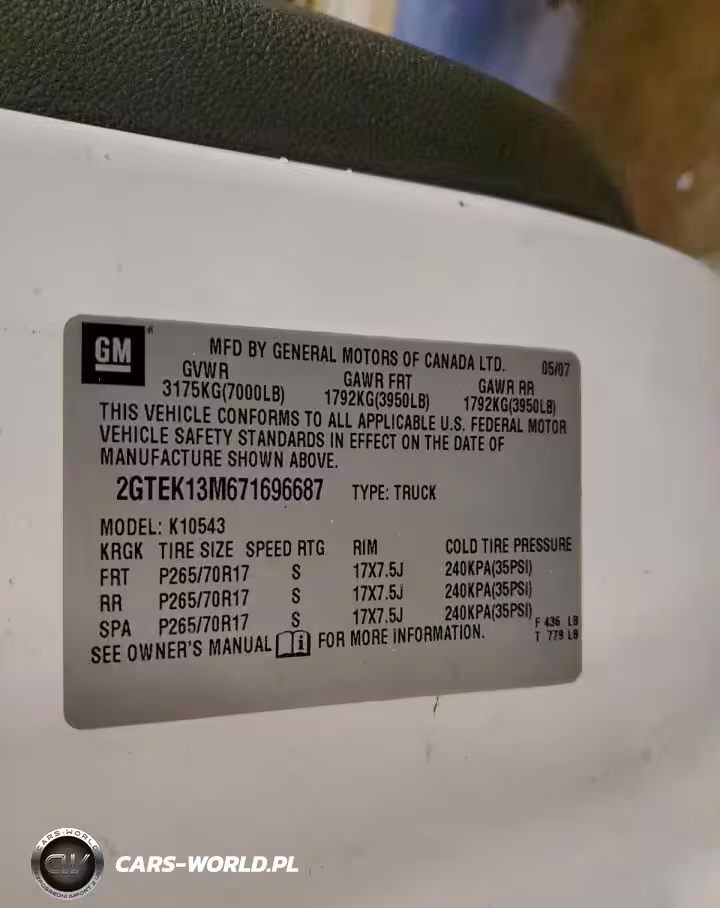 GM
MFD BY GENERAL MOTORS OF CANADA LTD. 05/07
GVWR GAWR FRT GAWR RR
3175KG(7000LB) 1792KG(3950LB) 1792KG(3950LB)
THIS VEHICLE CONFORMS TO ALL APPLICABLE U.S. FEDERAL MOTOR
VEHICLE SAFETY STANDARDS IN EFFECT ON THE DATE OF
MANUFACTURE SHOWN ABOVE.
2GTEK13M671696687 TYPE: TRUCK
MODEL: K10543
KRGK TIRE SIZE SPEED RTG RIM COLD TIRE PRESSURE
FRT P265/70R17 S 17X7.5J 240KPA(35PSI)
RR P265/70R17 S 17X7.5J 240KPA(35PSI)
SPA P265/70R17 S 17X7.5J 240KPA(35PSI)
F 436 LB
T 779 LB
SEE OWNER'S MANUAL i FOR MORE INFORMATION.
CARS-WORLD
CW
CARS-WORLD.PL